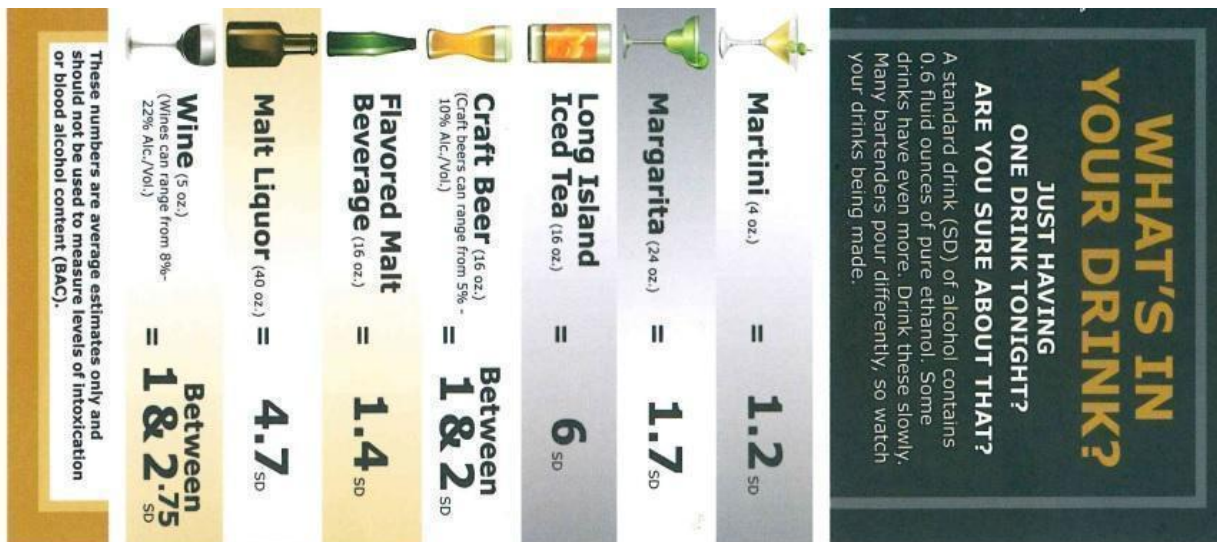 WHAT'S IN
YOUR DRINK?
JUST HAVING
ONE DRINK TONIGHT?
ARE YOU SURE ABOUT THAT?
A standard drink (SD) of alcohol contains
0.6 fluid ounces of pure ethanol. Some
drinks have even more. Drink these slowly.
Many bartenders pour differently, so watch
your drinks being made.
Martini (4 oz.) = 1.2 SD
Margarita (24 oz.) = 1.7 SD
Long Island
Iced Tea (16 oz.) = 6 SD
Craft Beer (16 oz.)
(Craft beers can range from 5% -
10% Alc./Vol.)
= Between
1 & 2 SD
Flavored Malt
Beverage (16 oz.) = 1.4 SD
Malt Liquor (40 oz.) = 4.7 SD
Wine (5 oz.)
(Wines can range from 8%-
22% Alc./Vol.)
= Between
1 & 2.75 SD
These numbers are average estimates only and
should not be used to measure levels of intoxication
or blood alcohol content (BAC).